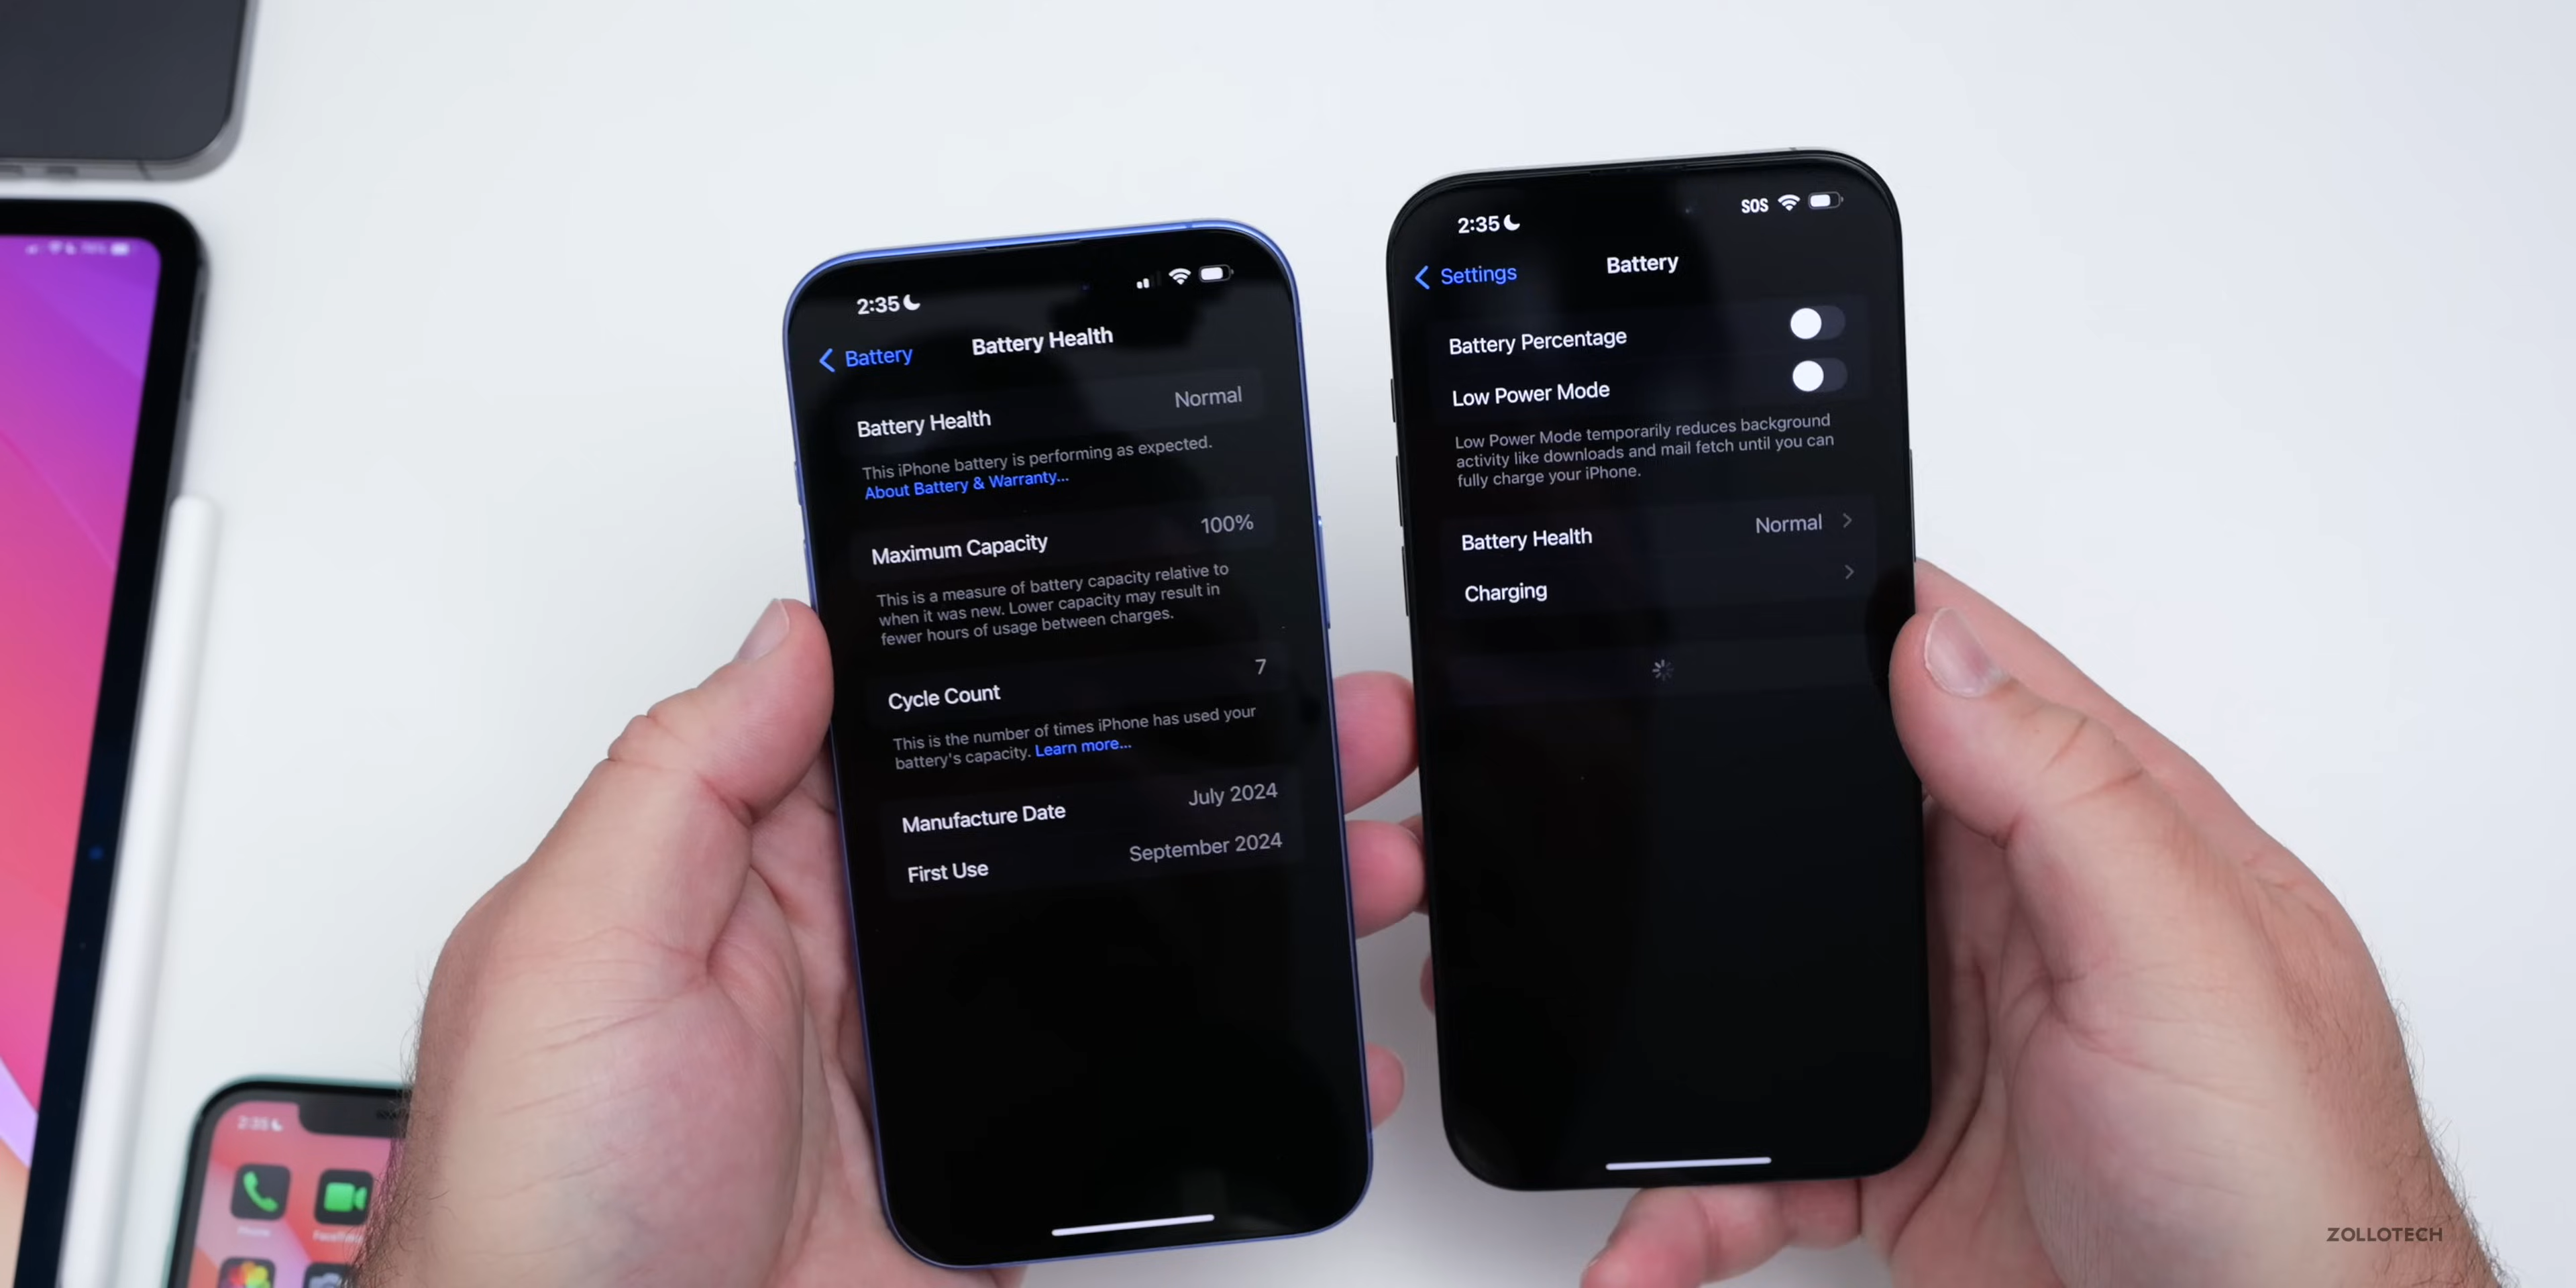 2:35
Battery
Battery Health
Battery Health
Normal
This iPhone battery is performing as expected.
About Battery & Warranty...
Maximum Capacity
100%
This is a measure of battery capacity relative to
when it was new. Lower capacity may result in
fewer hours of usage between charges.
Cycle Count
7
This is the number of times iPhone has used your
battery's capacity. Learn more...
Manufacture Date
July 2024
First Use
September 2024
2:35
SOS
Settings
Battery
Battery Percentage
Low Power Mode
Low Power Mode temporarily reduces background
activity like downloads and mail fetch until you can
fully charge your iPhone.
Battery Health
Normal
Charging
2:35
Phone
ZOLLOTECH